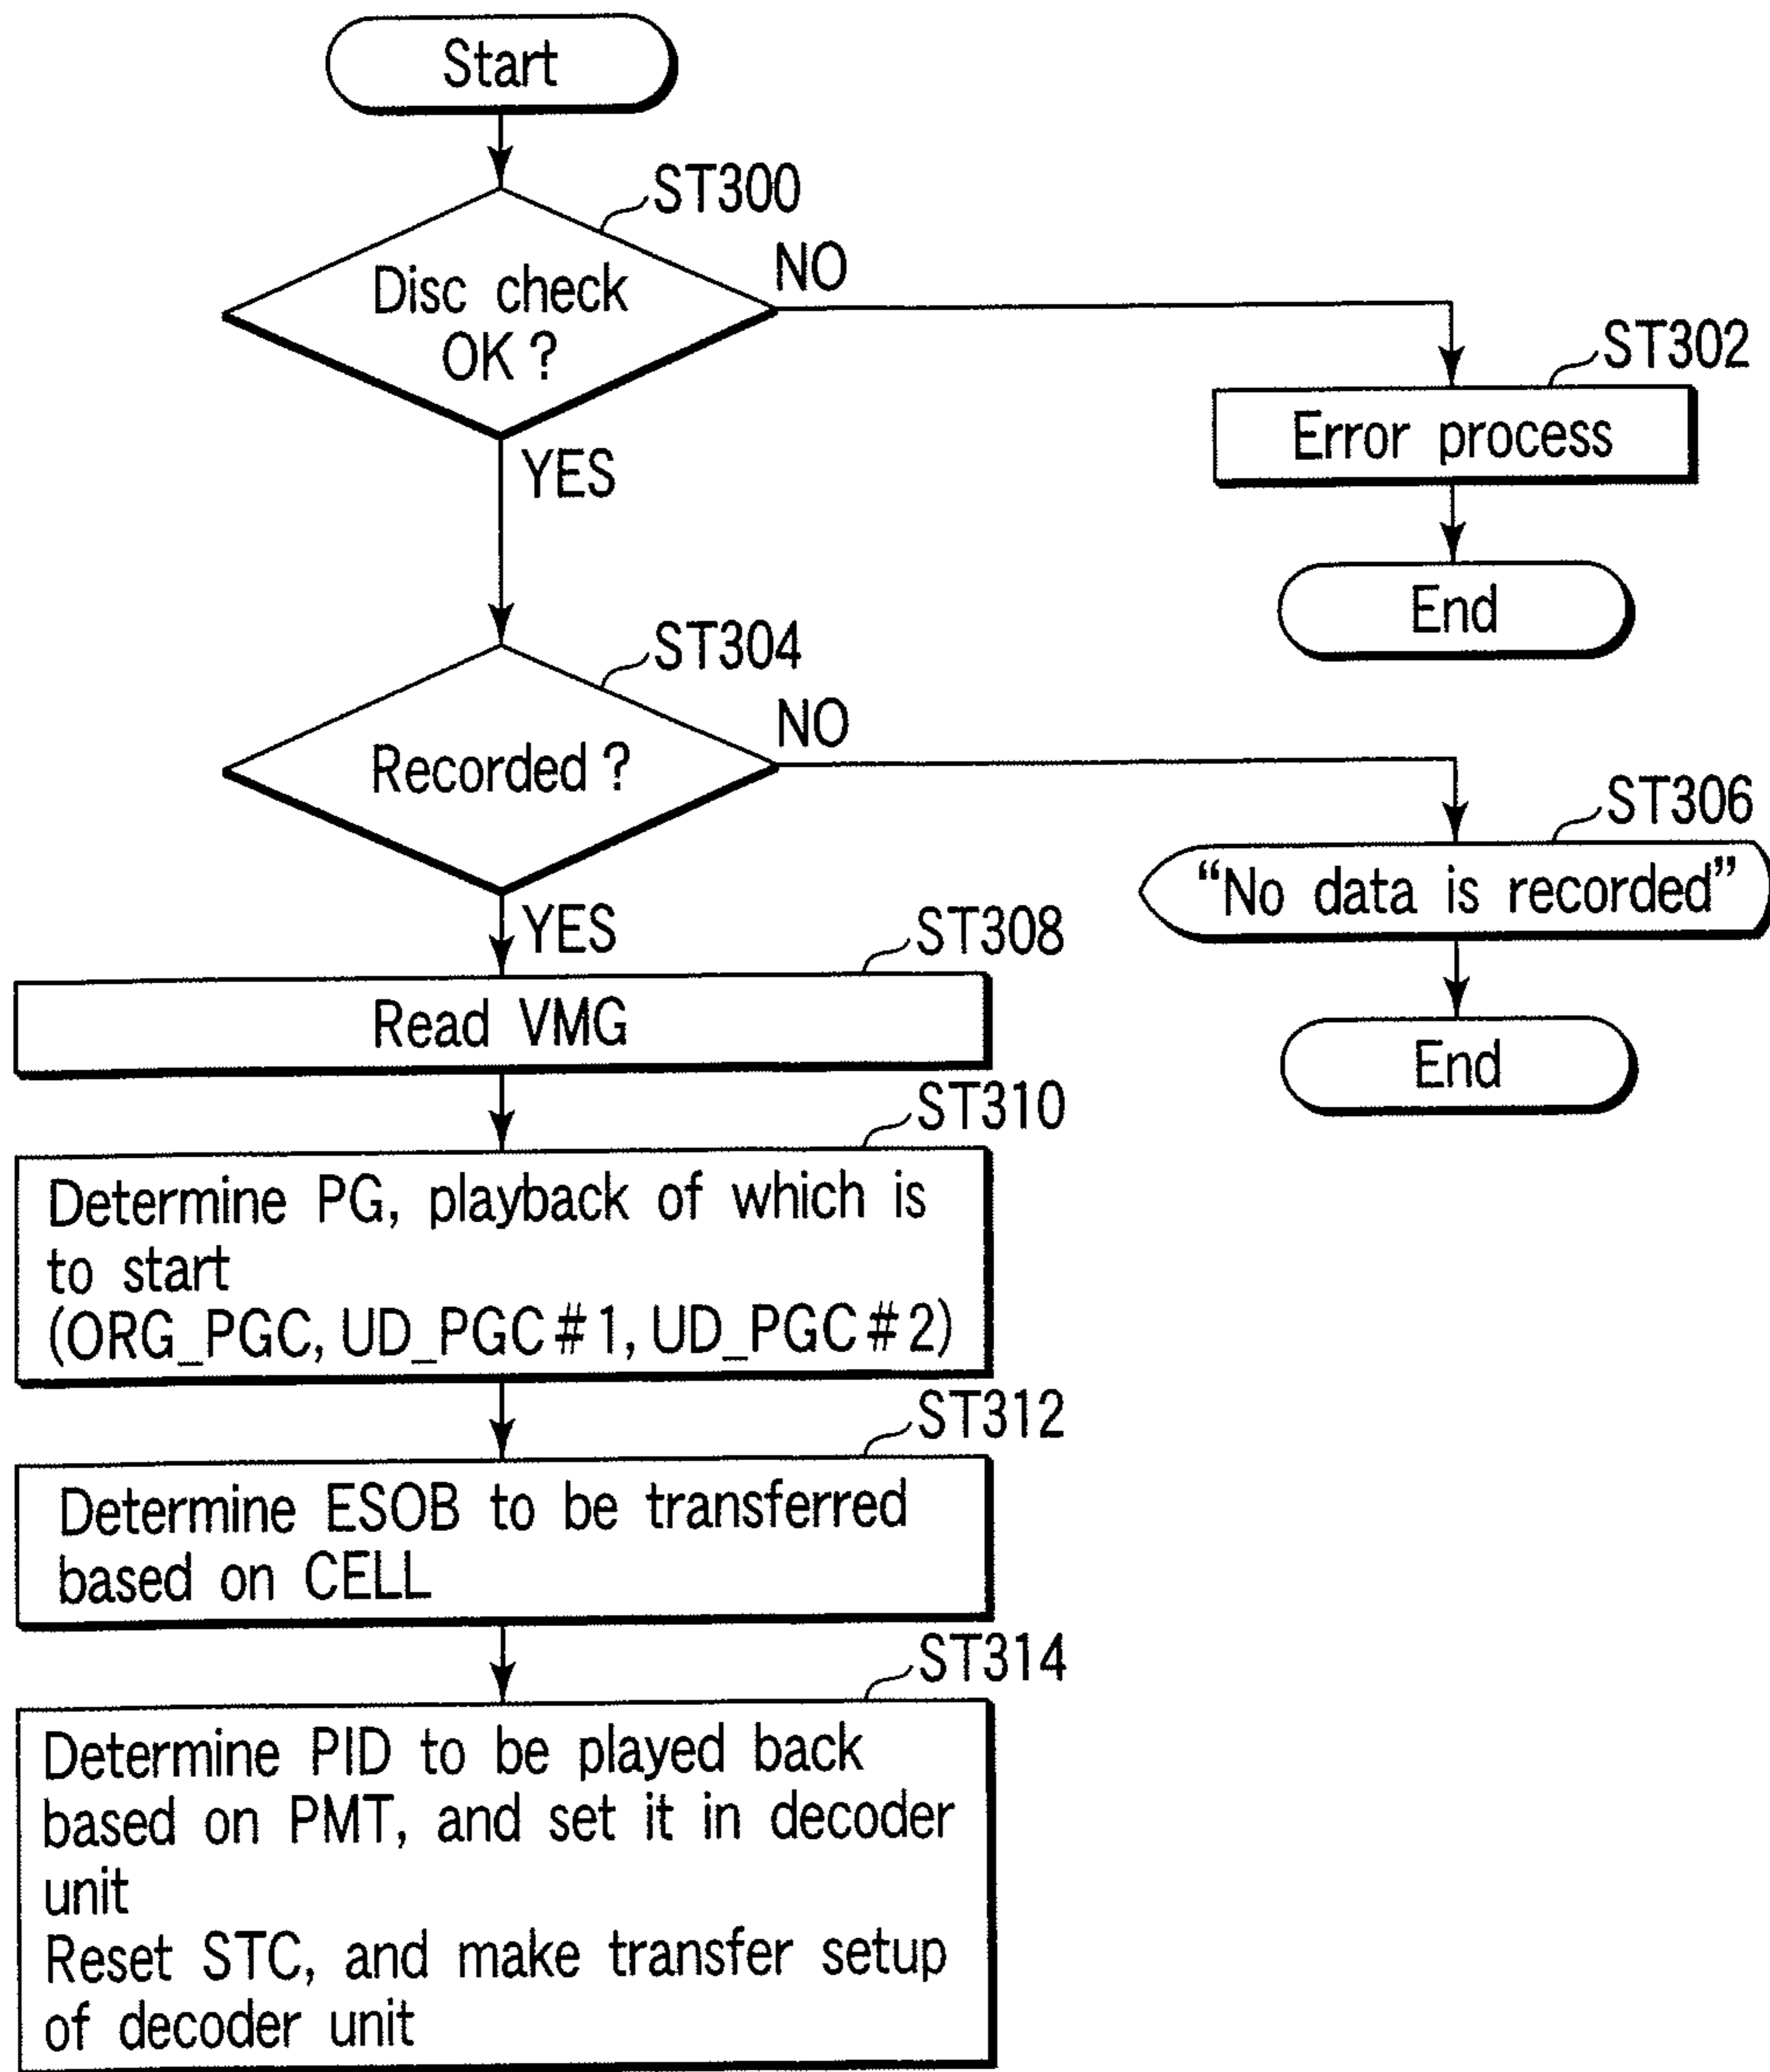 Start
ST300
Disc check
OK ?
NO
YES
ST302
Error process
End
ST304
Recorded ?
NO
YES
ST306
“No data is recorded”
End
ST308
Read VMG
ST310
Determine PG, playback of which is
to start
(ORG_PGC, UD_PGC #1, UD_PGC #2)
ST312
Determine ESOB to be transferred
based on CELL
ST314
Determine PID to be played back
based on PMT, and set it in decoder
unit
Reset STC, and make transfer setup
of decoder unit